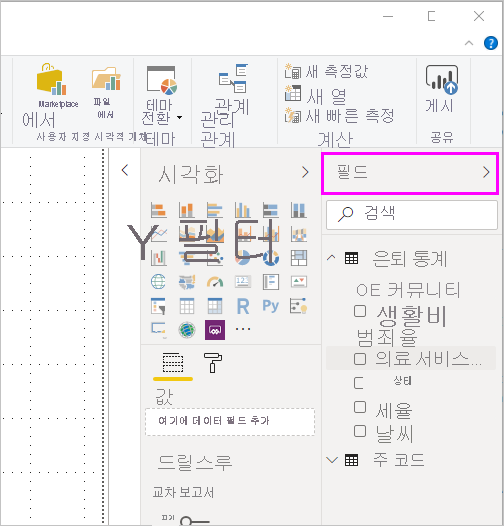 ?
Marketplace
에서
파일
에서
사용자 지정 시각적 개체
테마
전환
테마
관계
관리
관계
새 측정값
새 열
새 빠른 측정
계산
게시
공유
시각화
필드
검색
Y 필터
은퇴 통계
OE 커뮤니티
생활비
범죄율
의료 서비스...
상태
세율
날씨
주 코드
123
R
Py
값
여기에 데이터 필드 추가
드릴스루
교차 보고서